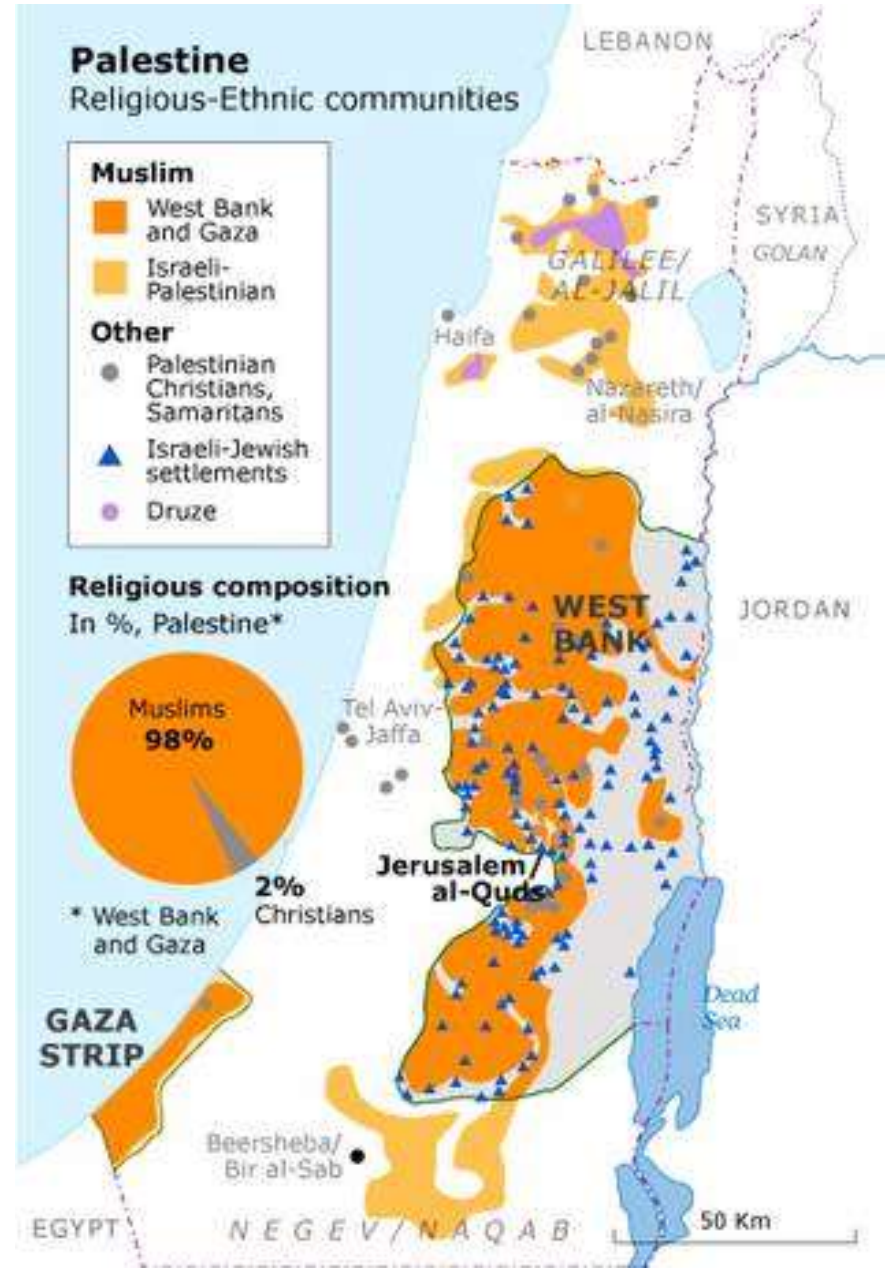 Palestine
Religious-Ethnic communities
Muslim
West Bank
and Gaza
Israeli-
Palestinian
Other
Palestinian
Christians,
Samaritans
Israeli-Jewish
settlements
Druze
Religious composition
In %, Palestine*
Muslims
98%
2%
Christians
* West Bank
and Gaza
LEBANON
SYRIA
GOLAN
GALILEE/
AL-JALIL
Haifa
Nazareth/
al-Nasira
WEST
BANK
JORDAN
Tel Aviv-
Jaffa
Jerusalem/
al-Quds
Dead
Sea
GAZA
STRIP
Beersheba/
Bir al-Sab
EGYPT
NEGEV/NAQAB
50 Km